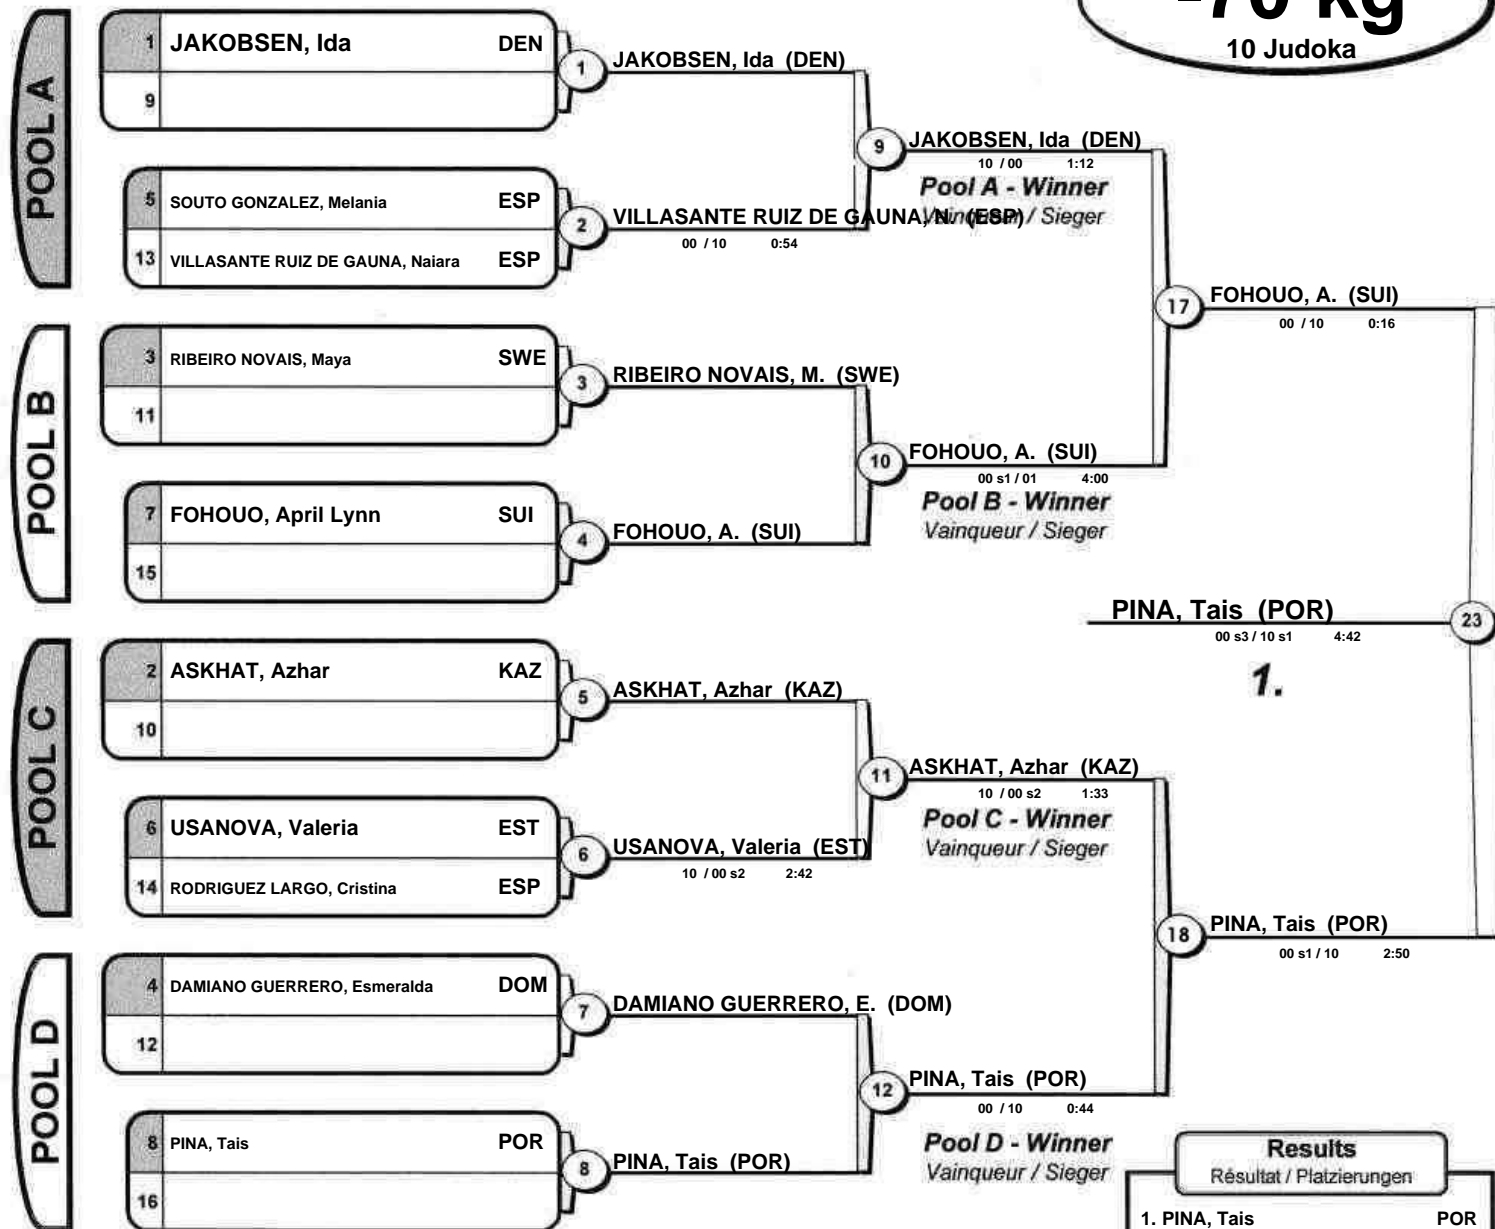 -70 kg
10 Judoka
POOL A
1 JAKOBSEN, Ida DEN
9
1 JAKOBSEN, Ida (DEN)
5 SOUTO GONZALEZ, Melania ESP
13 VILLASANTE RUIZ DE GAUNA, Naiara ESP
2 VILLASANTE RUIZ DE GAUNA, N. (ESP)
00 / 10 0:54
9 JAKOBSEN, Ida (DEN)
10 / 00 1:12
Pool A - Winner
Vainqueur / Sieger
POOL B
3 RIBEIRO NOVAIS, Maya SWE
11
3 RIBEIRO NOVAIS, M. (SWE)
7 FOHOUO, April Lynn SUI
15
4 FOHOUO, A. (SUI)
10 FOHOUO, A. (SUI)
00 s1 / 01 4:00
Pool B - Winner
Vainqueur / Sieger
17 FOHOUO, A. (SUI)
00 / 10 0:16
PINA, Tais (POR) 23
00 s3 / 10 s1 4:42
1.
POOL C
2 ASKHAT, Azhar KAZ
10
5 ASKHAT, Azhar (KAZ)
6 USANOVA, Valeria EST
14 RODRIGUEZ LARGO, Cristina ESP
6 USANOVA, Valeria (EST)
10 / 00 s2 2:42
11 ASKHAT, Azhar (KAZ)
10 / 00 s2 1:33
Pool C - Winner
Vainqueur / Sieger
18 PINA, Tais (POR)
00 s1 / 10 2:50
POOL D
4 DAMIANO GUERRERO, Esmeralda DOM
12
7 DAMIANO GUERRERO, E. (DOM)
8 PINA, Tais POR
16
8 PINA, Tais (POR)
12 PINA, Tais (POR)
00 / 10 0:44
Pool D - Winner
Vainqueur / Sieger
Results
Résultat / Platzierungen
1. PINA, Tais POR